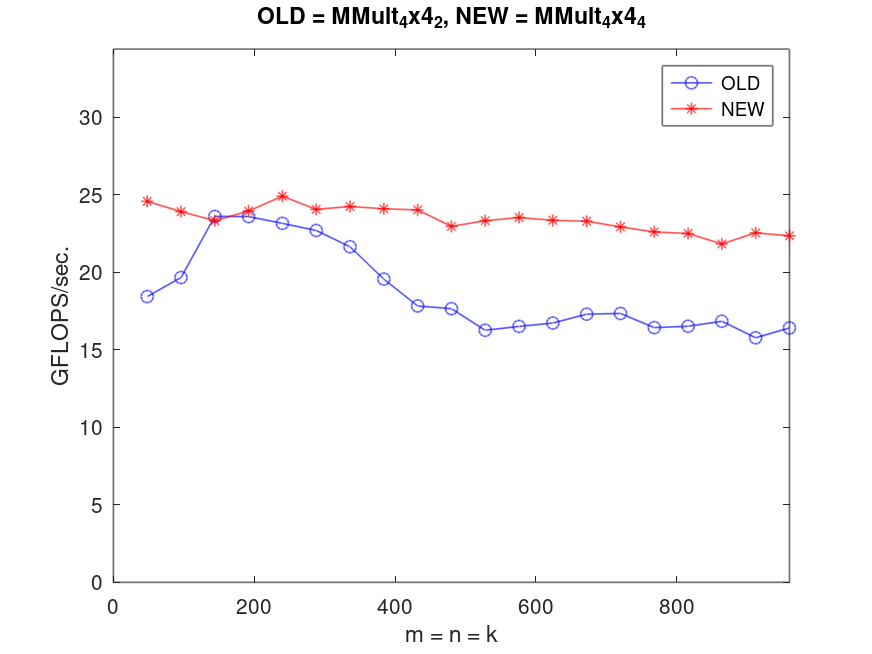 OLD = MMult₄x4₂, NEW = MMult₄x4₄
OLD
NEW
30
25
20
15
10
5
0
GFLOPS/sec.
0 200 400 600 800
m = n = k